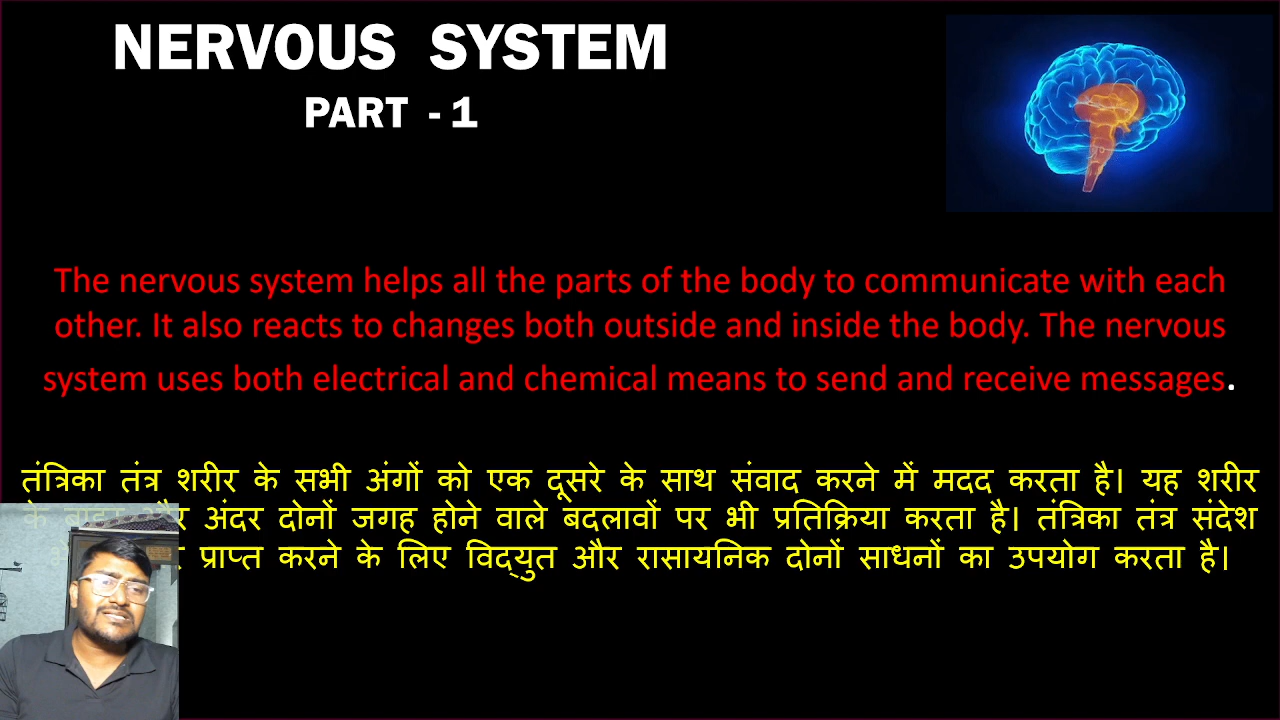 NERVOUS SYSTEM
PART - 1
The nervous system helps all the parts of the body to communicate with each
other. It also reacts to changes both outside and inside the body. The nervous
system uses both electrical and chemical means to send and receive messages.
तंत्रिका तंत्र शरीर के सभी अंगों को एक दूसरे के साथ संवाद करने में मदद करता है। यह शरीर
के बाहर और अंदर दोनों जगह होने वाले बदलावों पर भी प्रतिक्रिया करता है। तंत्रिका तंत्र संदेश
प्राप्त करने के लिए विद्युत और रासायनिक दोनों साधनों का उपयोग करता है।